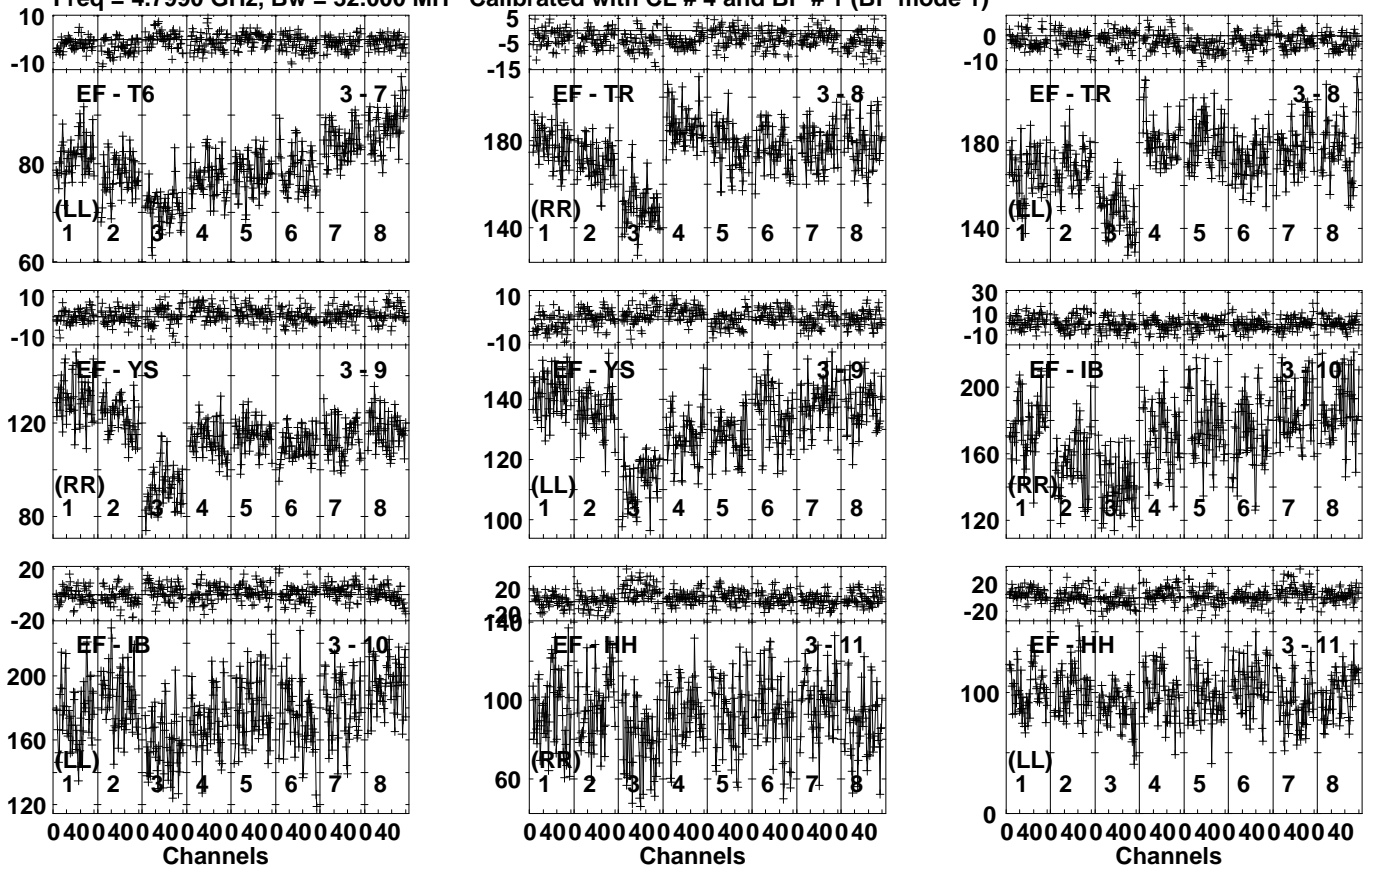 Freq = 4.7990 GHz, Bw = 32.000 MH Calibrated with CL # 4 and BP # 1 (BP mode 1)
10
-10
EF - T6 3 - 7
80
(LL)
1 2 3 4 5 6 7 8
60
5
-5
-15
EF - TR 3 - 8
180
(RR)
140
1 2 3 4 5 6 7 8
0
-10
EF - TR 3 - 8
180
(LL)
140
1 2 3 4 5 6 7 8
10
-10
EF - YS 3 - 9
120
(RR)
1 2 3 4 5 6 7 8
80
10
-10
EF - YS 3 - 9
140
120
(LL)
1 2 3 4 5 6 7 8
100
30
10
-10
EF - IB 3 - 10
200
160
(RR)
1 2 3 4 5 6 7 8
120
20
-20
EF - IB 3 - 10
200
160
(LL)
1 2 3 4 5 6 7 8
120
0 40 0 40 0 40 0 40 0 40 0 40 0 40 0 40
Channels
20
-20
140
EF - HH 3 - 11
100
(RR)
60
1 2 3 4 5 6 7 8
0 40 0 40 0 40 0 40 0 40 0 40 0 40 0 40
Channels
20
-20
EF - HH 3 - 11
100
(LL)
1 2 3 4 5 6 7 8
0
0 40 0 40 0 40 0 40 0 40 0 40 0 40 0 40
Channels